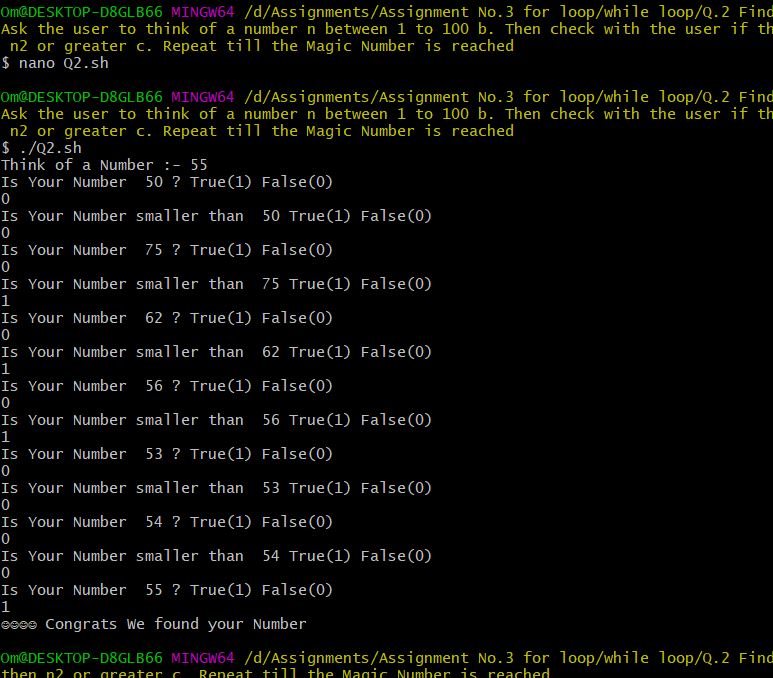 Om@DESKTOP-D8GLB66 MINGW64 /d/Assignments/Assignment No.3 for loop/while loop/Q.2 Find
Ask the user to think of a number n between 1 to 100 b. Then check with the user if th
n2 or greater c. Repeat till the Magic Number is reached
$ nano Q2.sh
Om@DESKTOP-D8GLB66 MINGW64 /d/Assignments/Assignment No.3 for loop/while loop/Q.2 Find
Ask the user to think of a number n between 1 to 100 b. Then check with the user if th
n2 or greater c. Repeat till the Magic Number is reached
$ ./Q2.sh
Think of a Number :- 55
Is Your Number  50 ? True(1) False(0)
0
Is Your Number smaller than  50 True(1) False(0)
0
Is Your Number  75 ? True(1) False(0)
0
Is Your Number smaller than  75 True(1) False(0)
1
Is Your Number  62 ? True(1) False(0)
0
Is Your Number smaller than  62 True(1) False(0)
1
Is Your Number  56 ? True(1) False(0)
0
Is Your Number smaller than  56 True(1) False(0)
1
Is Your Number  53 ? True(1) False(0)
0
Is Your Number smaller than  53 True(1) False(0)
0
Is Your Number  54 ? True(1) False(0)
0
Is Your Number smaller than  54 True(1) False(0)
0
Is Your Number  55 ? True(1) False(0)
1
☺☺☺☺ Congrats We found your Number
Om@DESKTOP-D8GLB66 MINGW64 /d/Assignments/Assignment No.3 for loop/while loop/Q.2 Find
then n2 or greater c. Repeat till the Magic Number is reached